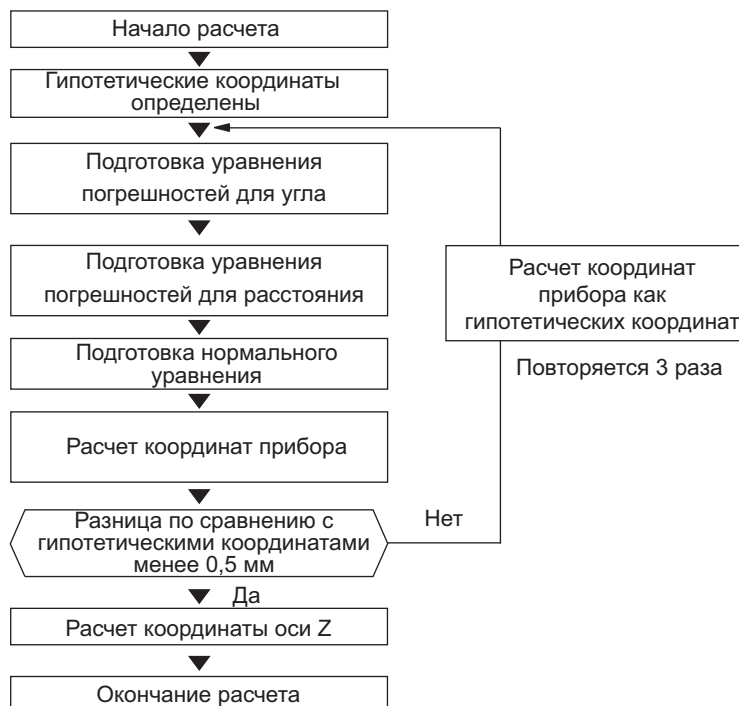 Начало расчета
Гипотетические координаты
определены
Подготовка уравнения
погрешностей для угла
Подготовка уравнения
погрешностей для расстояния
Подготовка нормального
уравнения
Расчет координат прибора
Разница по сравнению с
гипотетическими координатами
менее 0,5 мм
Нет
Расчет координат
прибора как
гипотетических координат
Повторяется 3 раза
Да
Расчет координаты оси Z
Окончание расчета